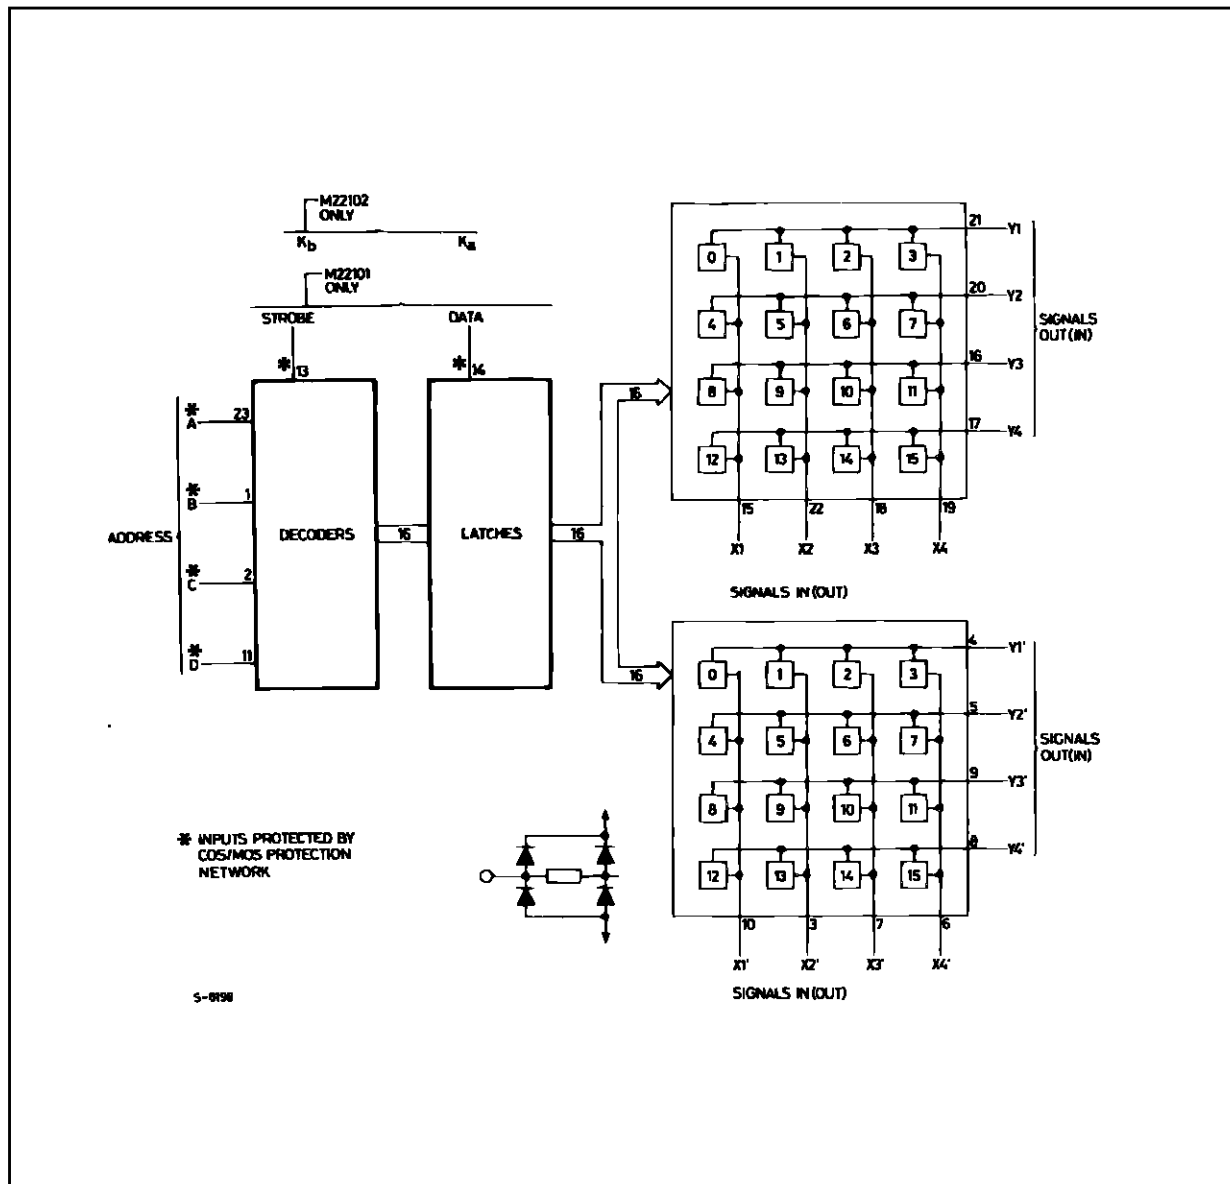 M22102
ONLY
Kb Ka
M22101
ONLY
STROBE DATA
* 13 * 14
ADDRESS
* A 23
* B 1
* C 2
* D 11
DECODERS
16
LATCHES
16
16
16
0 1 2 3
21 Y1
4 5 6 7
20 Y2
8 9 10 11
16 Y3
12 13 14 15
17 Y4
SIGNALS
OUT(IN)
15 22 18 19
X1 X2 X3 X4
SIGNALS IN(OUT)
0 1 2 3
4 Y1'
4 5 6 7
5 Y2'
8 9 10 11
9 Y3'
12 13 14 15
8 Y4'
SIGNALS
OUT(IN)
10 3 7 6
X1' X2' X3' X4'
SIGNALS IN(OUT)
* INPUTS PROTECTED BY
COS/MOS PROTECTION
NETWORK
S-6198